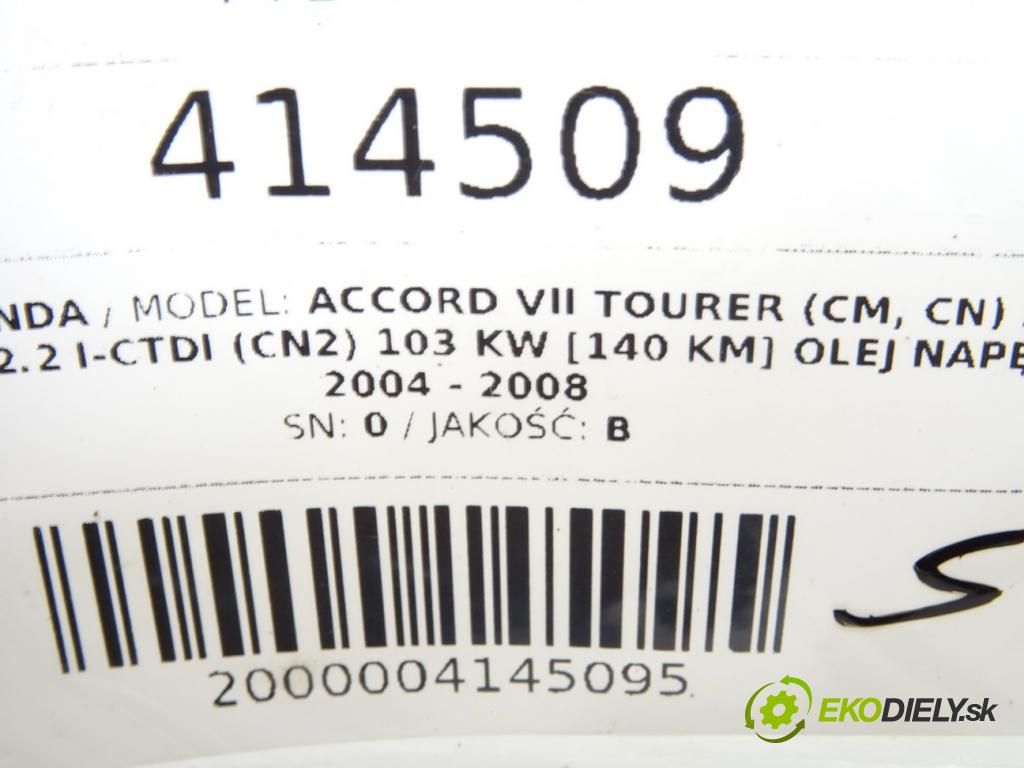 414509
NDA / MODEL: ACCORD VII TOURER (CM, CN)
2.2 I-CTDI (CN2) 103 KW [140 KM] OLEJ NAPĘ
2004 - 2008
SN: 0 / JAKOŚĆ: B
2000004145095
S
EKODIELY.sk